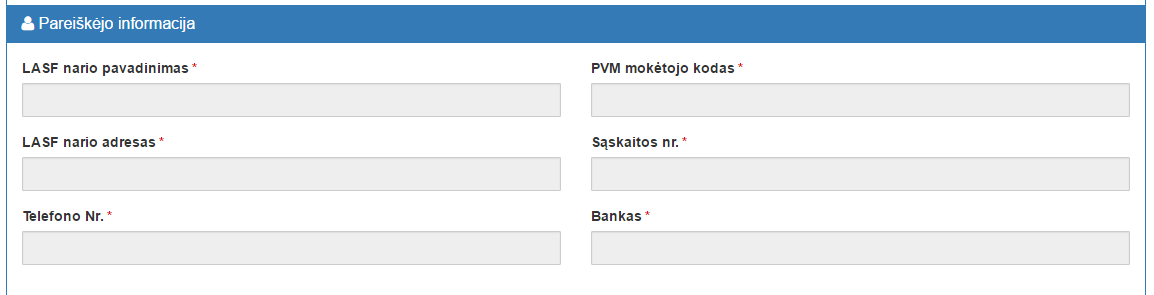 Pareiškėjo informacija
LASF nario pavadinimas *
PVM mokėtojo kodas *
LASF nario adresas *
Sąskaitos nr. *
Telefono Nr. *
Bankas *